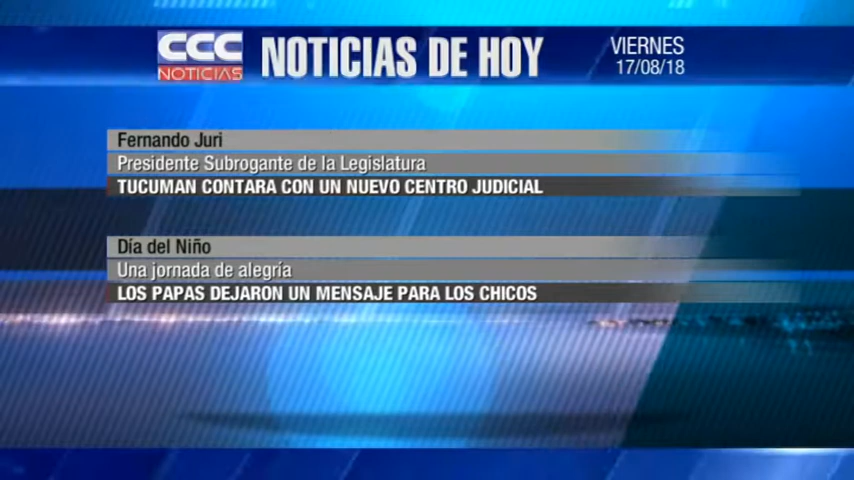 CCC
NOTICIAS
NOTICIAS DE HOY
VIERNES
17/08/18
Fernando Juri
Presidente Subrogante de la Legislatura
TUCUMAN CONTARA CON UN NUEVO CENTRO JUDICIAL
Día del Niño
Una jornada de alegría
LOS PAPAS DEJARON UN MENSAJE PARA LOS CHICOS